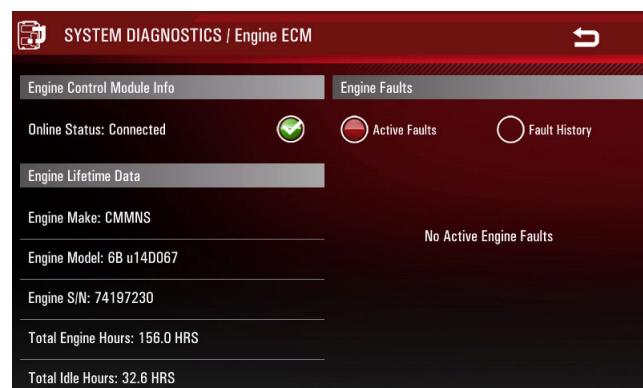 SYSTEM DIAGNOSTICS / Engine ECM
Engine Control Module Info
Online Status: Connected
Engine Lifetime Data
Engine Make: CMMNS
Engine Model: 6B u14D067
Engine S/N: 74197230
Total Engine Hours: 156.0 HRS
Total Idle Hours: 32.6 HRS
Engine Faults
Active Faults
Fault History
No Active Engine Faults